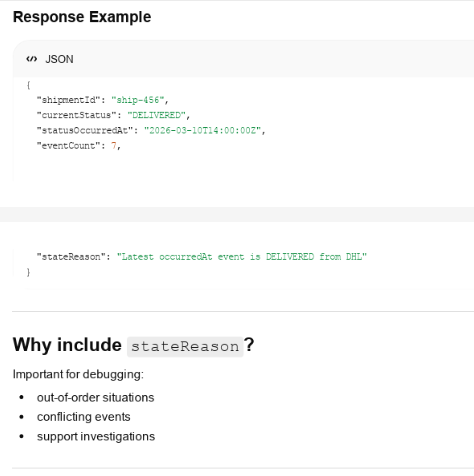 Response Example
JSON
{
"shipmentId": "ship-456",
"currentStatus": "DELIVERED",
"statusOccurredAt": "2026-03-10T14:00:00Z",
"eventCount": 7,
"stateReason": "Latest occurredAt event is DELIVERED from DHL"
}
Why include stateReason?
Important for debugging:
• out-of-order situations
• conflicting events
• support investigations